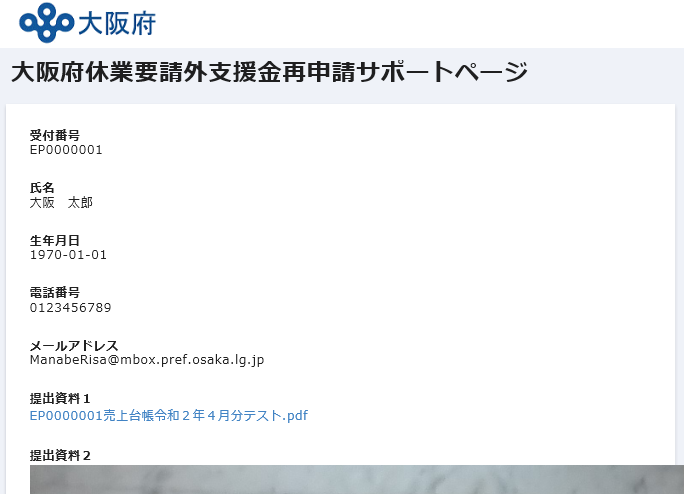 大阪府
大阪府休業要請外支援金再申請サポートページ
受付番号
EP0000001
氏名
大阪　太郎
生年月日
1970-01-01
電話番号
0123456789
メールアドレス
ManabeRisa@mbox.pref.osaka.lg.jp
提出資料１
EP0000001売上台帳令和２年４月分テスト.pdf
提出資料２